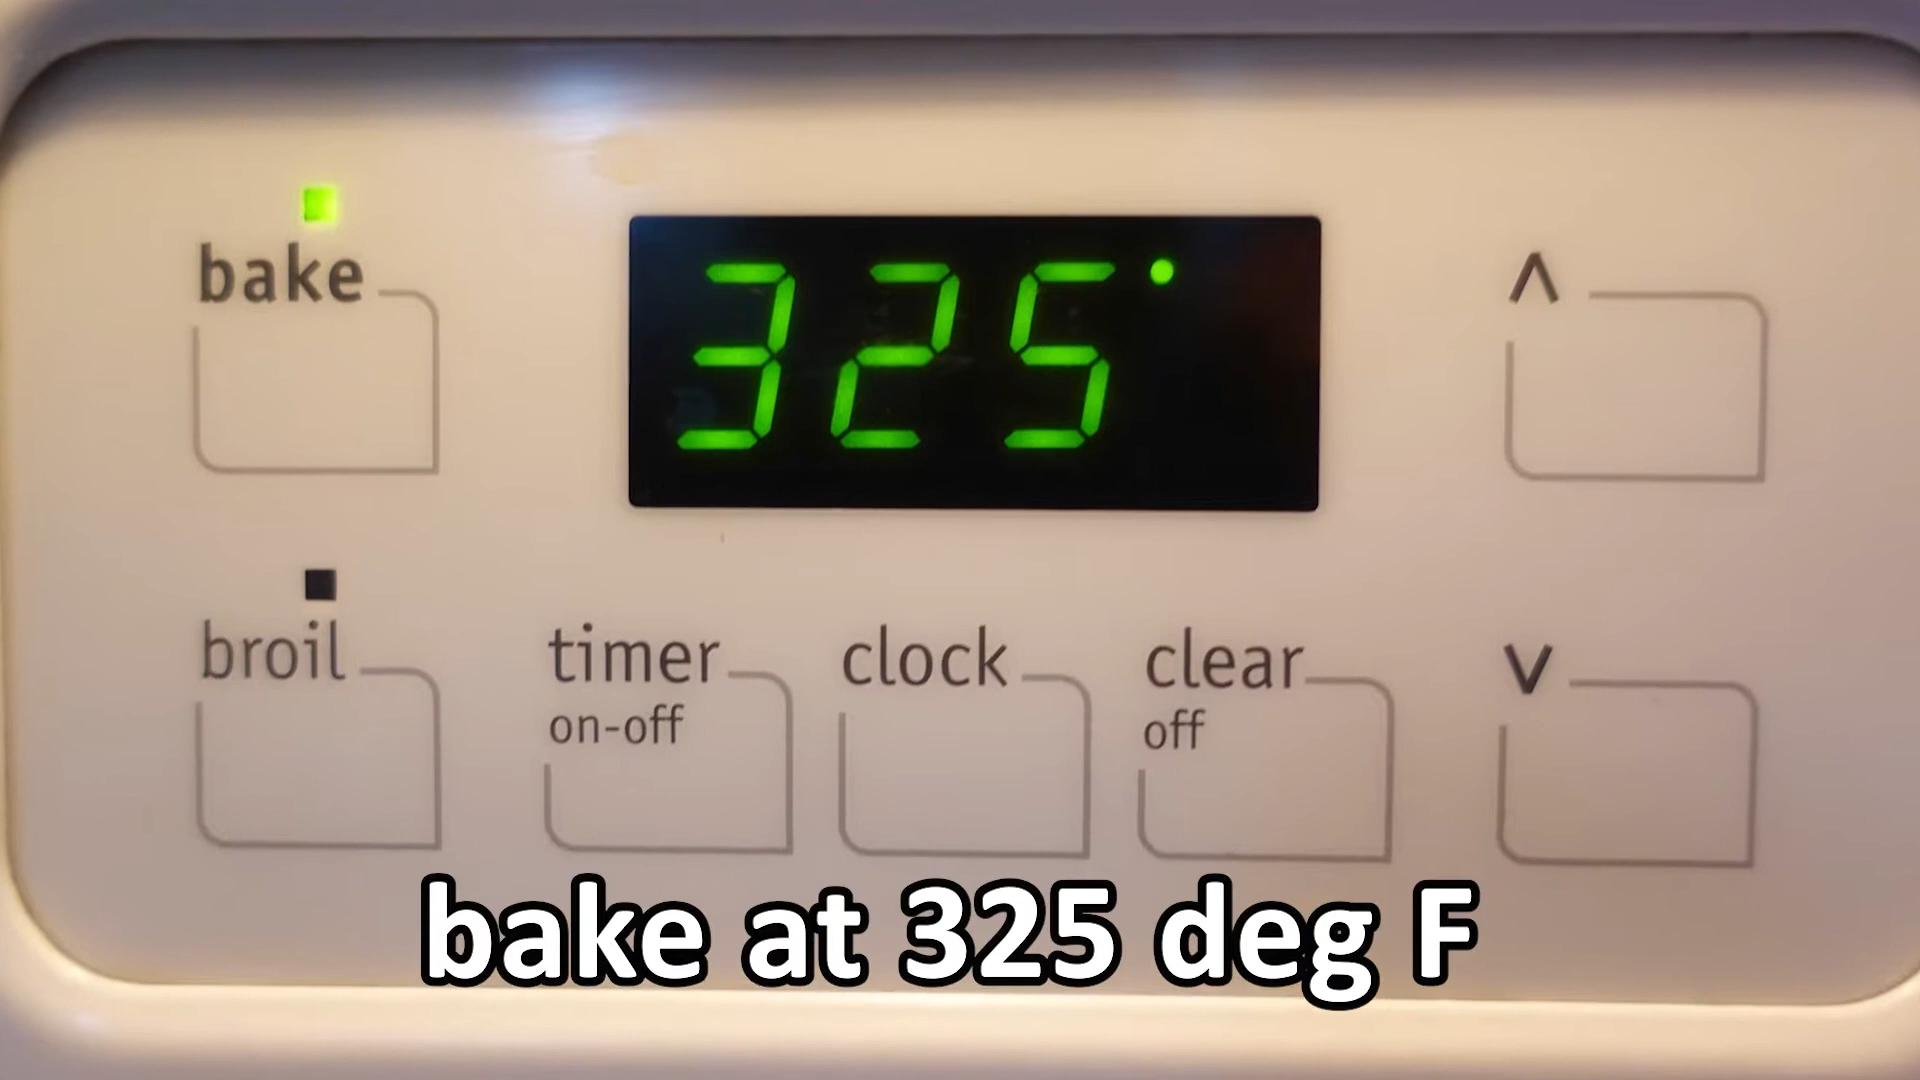 bake
325°
^
broil
timer
on-off
clock
clear
off
v
bake at 325 deg F